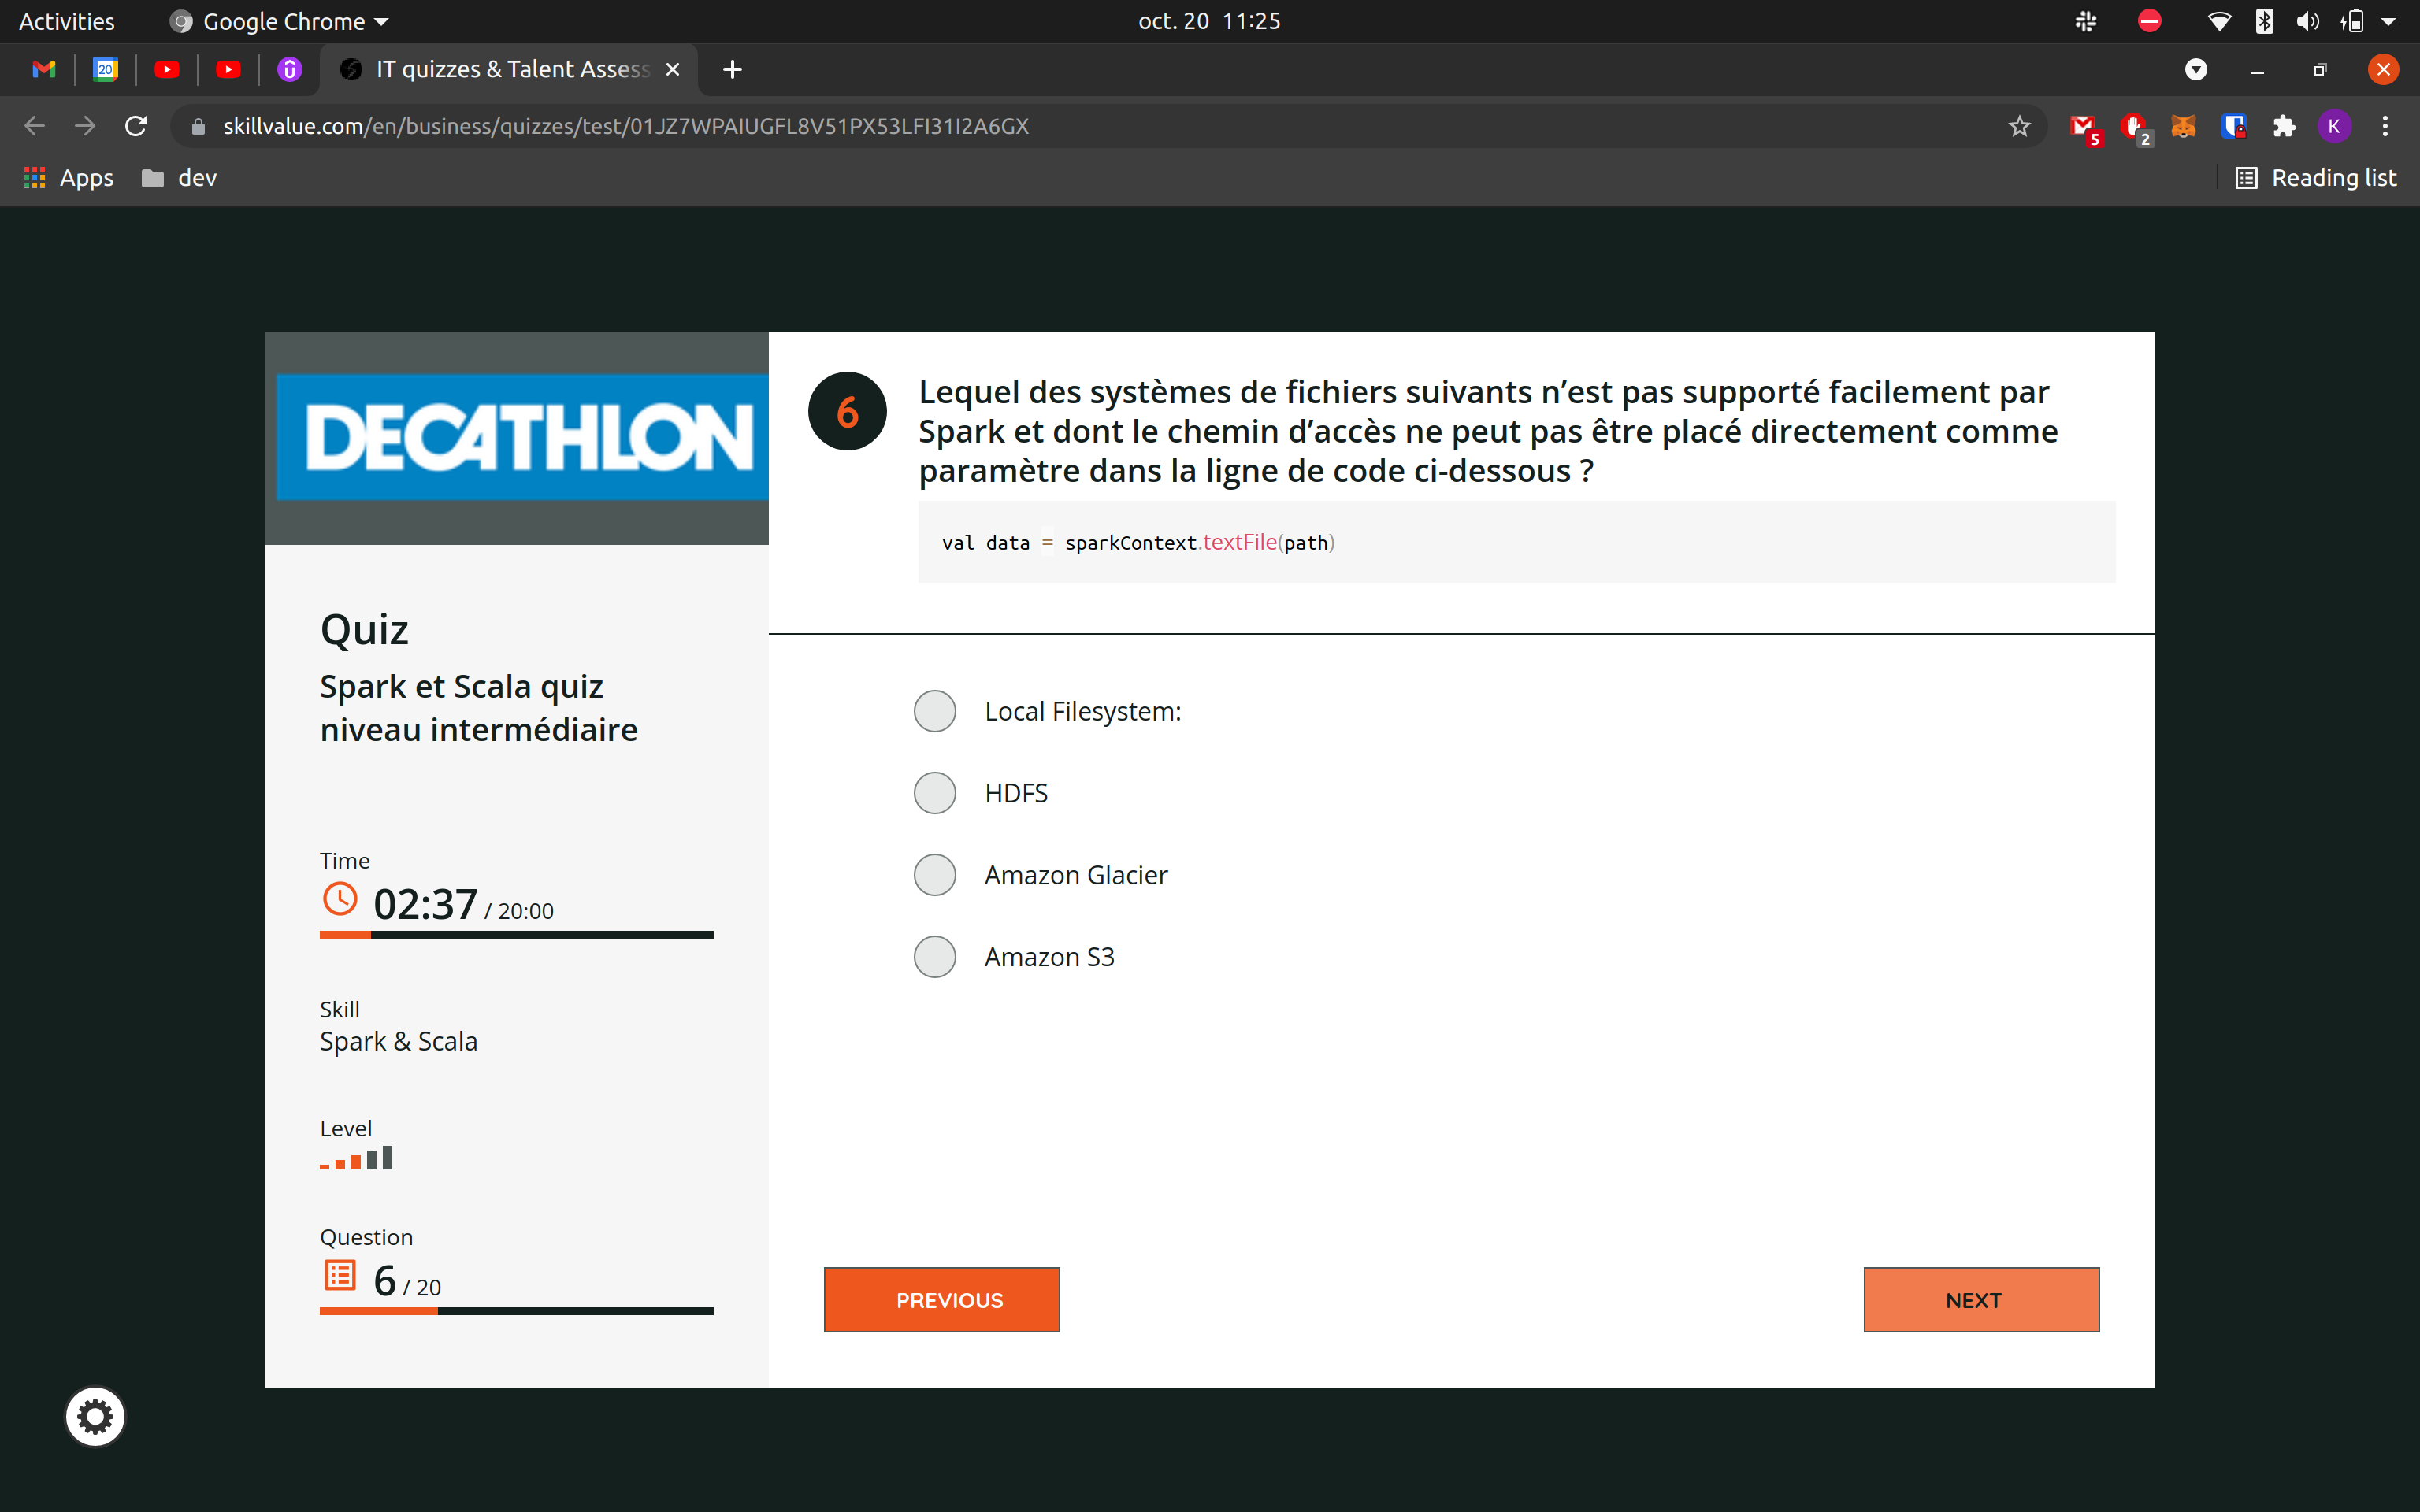 Activities
Google Chrome
oct. 20 11:25
20
IT quizzes & Talent Assess
skillvalue.com/en/business/quizzes/test/01JZ7WPAIUGFL8V51PX53LFI31I2A6GX
5
2
K
Apps
dev
Reading list
DECATHLON
Quiz
Spark et Scala quiz
niveau intermédiaire
Time
02:37 / 20:00
Skill
Spark & Scala
Level
Question
6 / 20
6
Lequel des systèmes de fichiers suivants n’est pas supporté facilement par
Spark et dont le chemin d’accès ne peut pas être placé directement comme
paramètre dans la ligne de code ci-dessous ?
val data = sparkContext.textFile(path)
Local Filesystem:
HDFS
Amazon Glacier
Amazon S3
PREVIOUS
NEXT